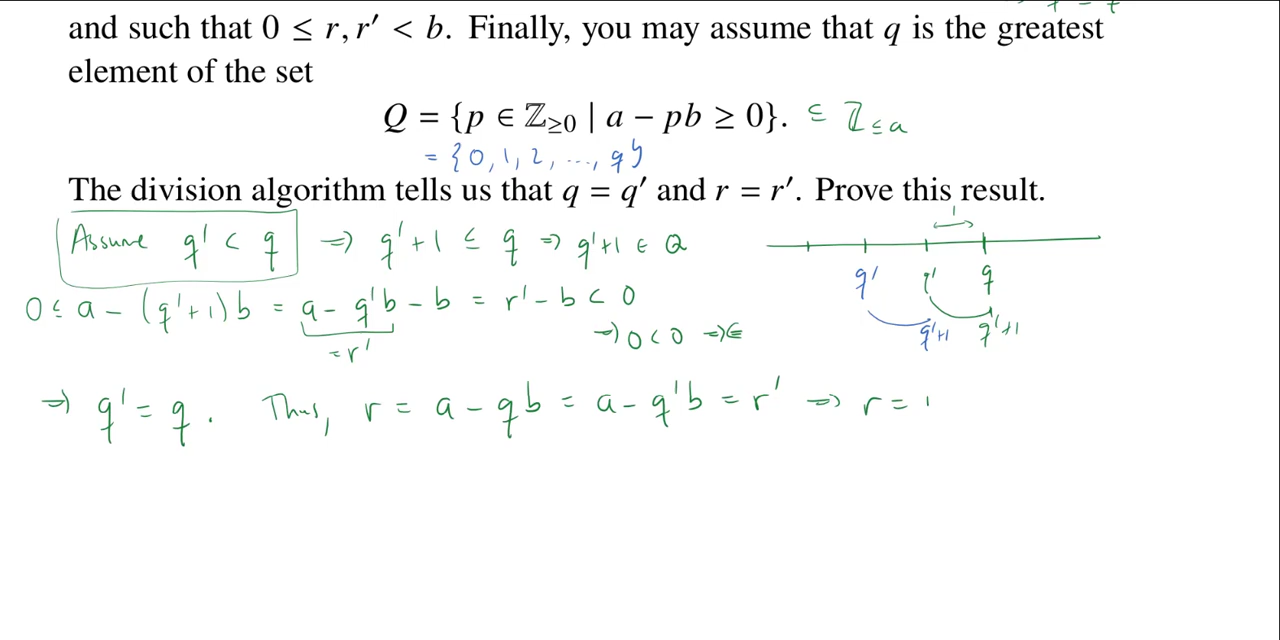 and such that 0 ≤ r, r′ < b. Finally, you may assume that q is the greatest
element of the set
Q = {p ∈ ℤ≥0 | a − pb ≥ 0}. ⊆ ℤ≤a
= {0, 1, 2, ..., q}
The division algorithm tells us that q = q′ and r = r′. Prove this result.
Assume q' < q ⇒ q'+1 ≤ q ⇒ q'+1 ∈ Q
1
q' q' q
0 ≤ a − (q'+1)b = a − q'b − b = r' − b < 0
= r'
⇒ 0 < 0 ⇒⇐
q'+1 q'+1
⇒ q' = q. Thus, r = a − qb = a − q'b = r' ⇒ r =